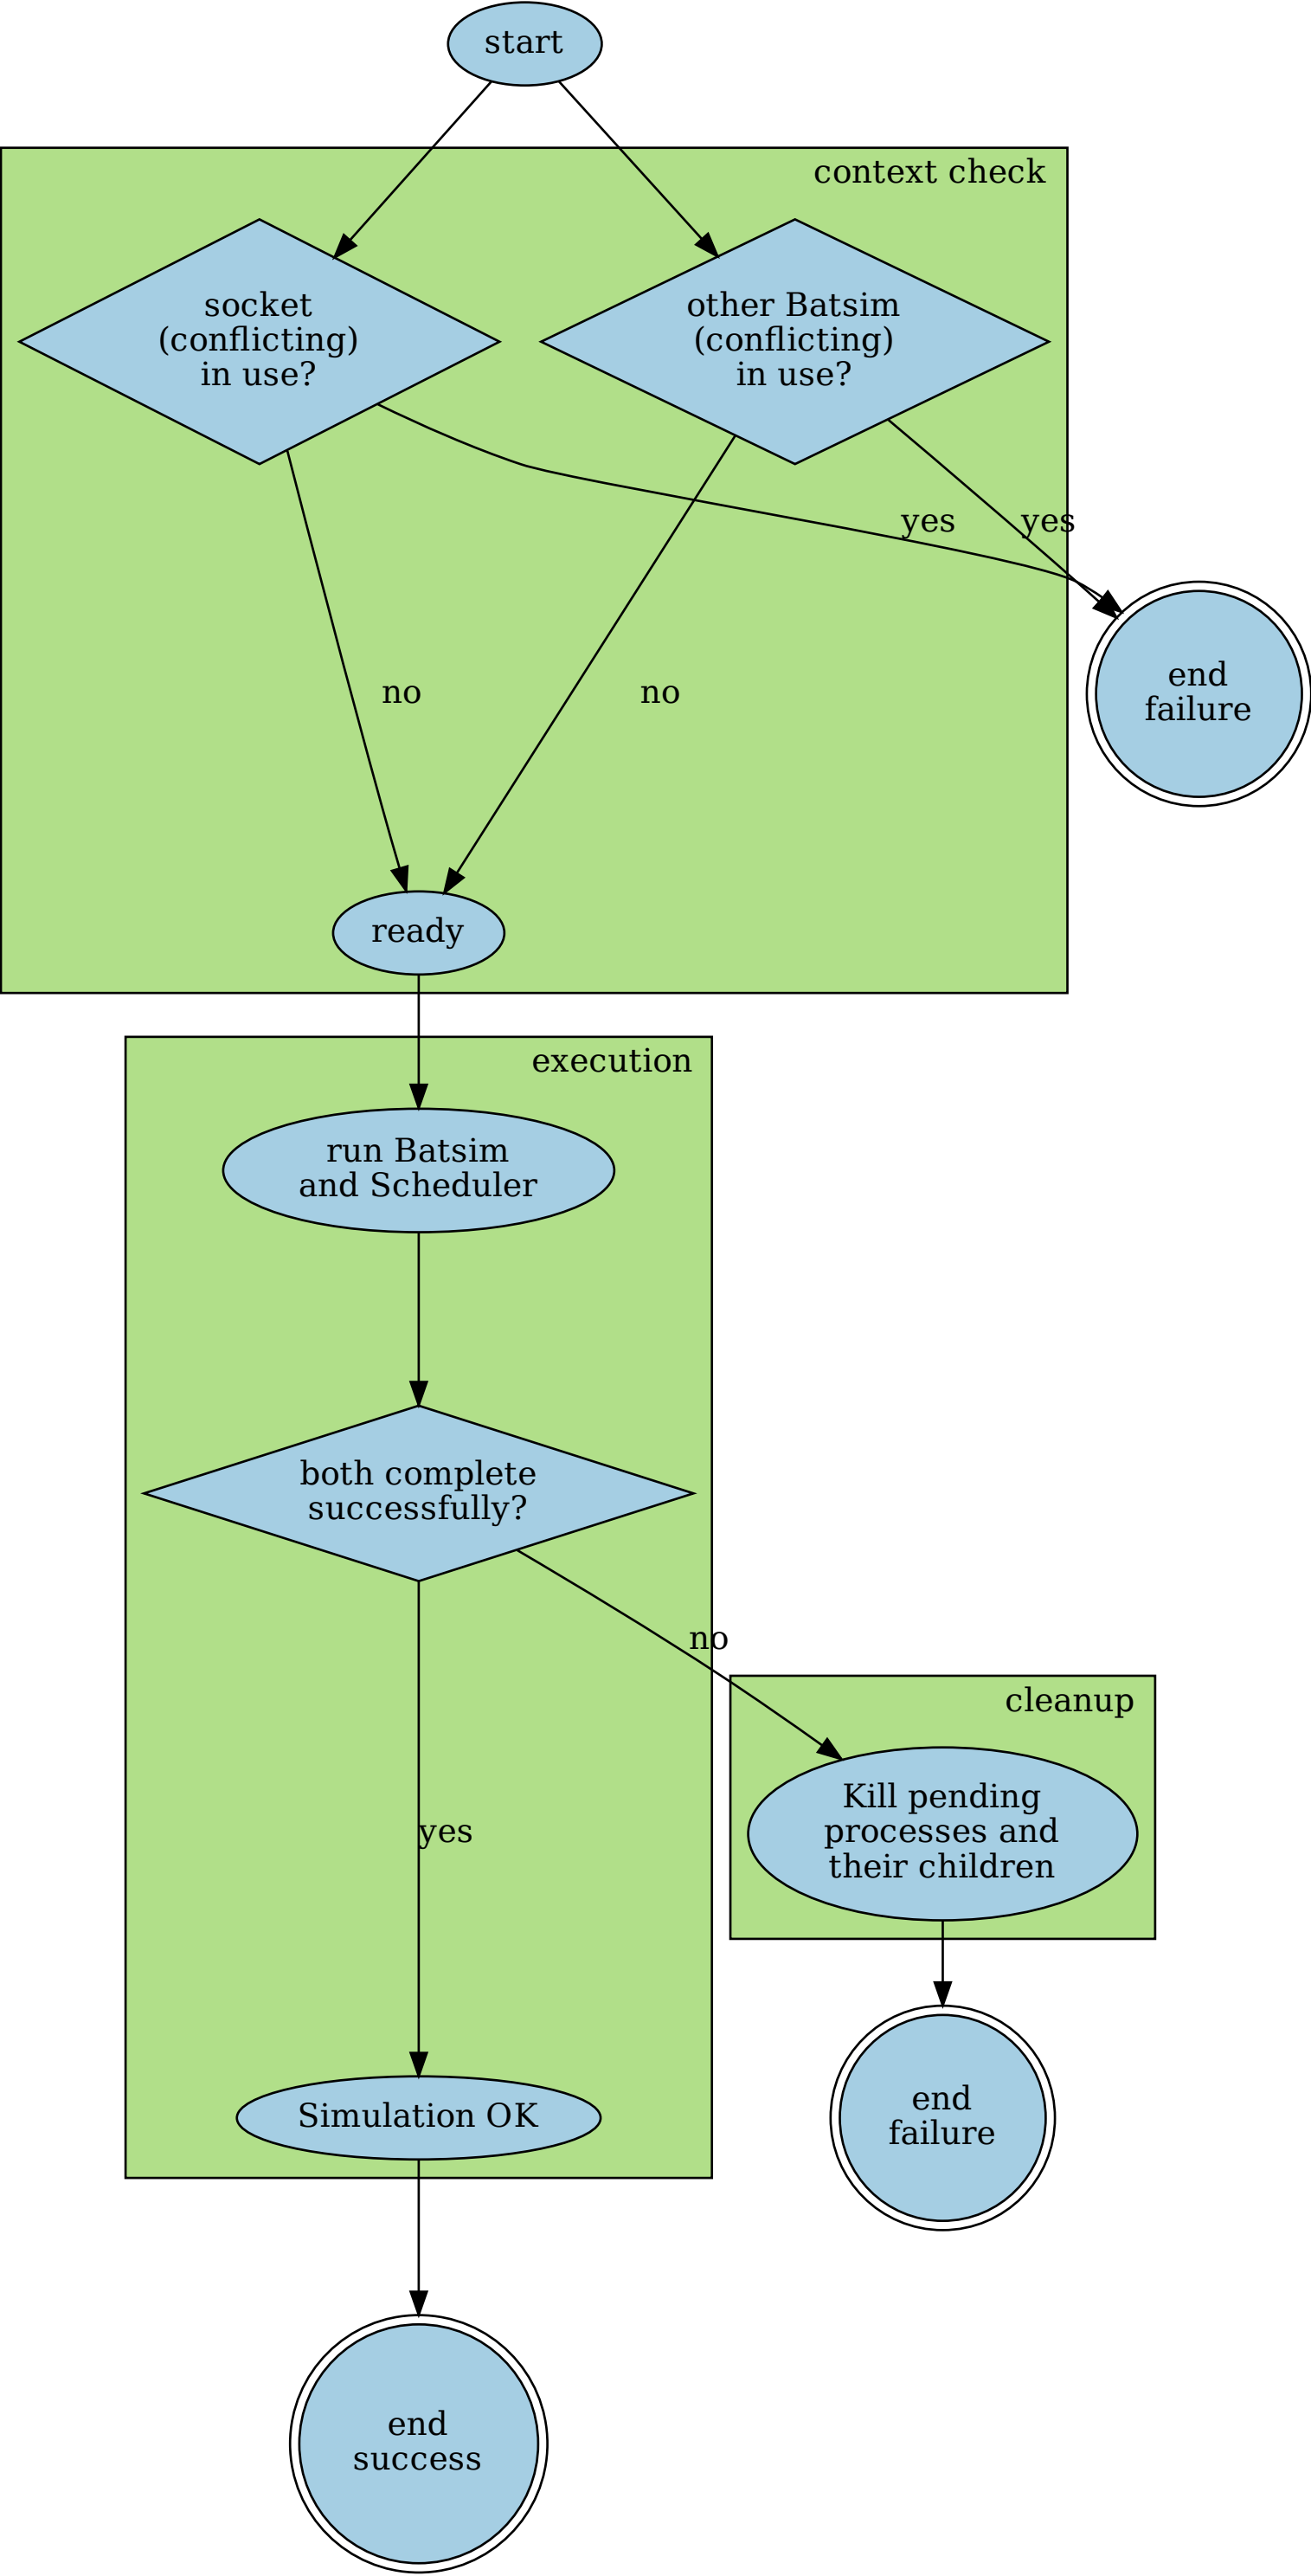 start
context check
socket
(conflicting)
in use?
other Batsim
(conflicting)
in use?
yes
yes
end
failure
no
no
ready
execution
run Batsim
and Scheduler
both complete
successfully?
no
cleanup
Kill pending
processes and
their children
yes
end
failure
Simulation OK
end
success